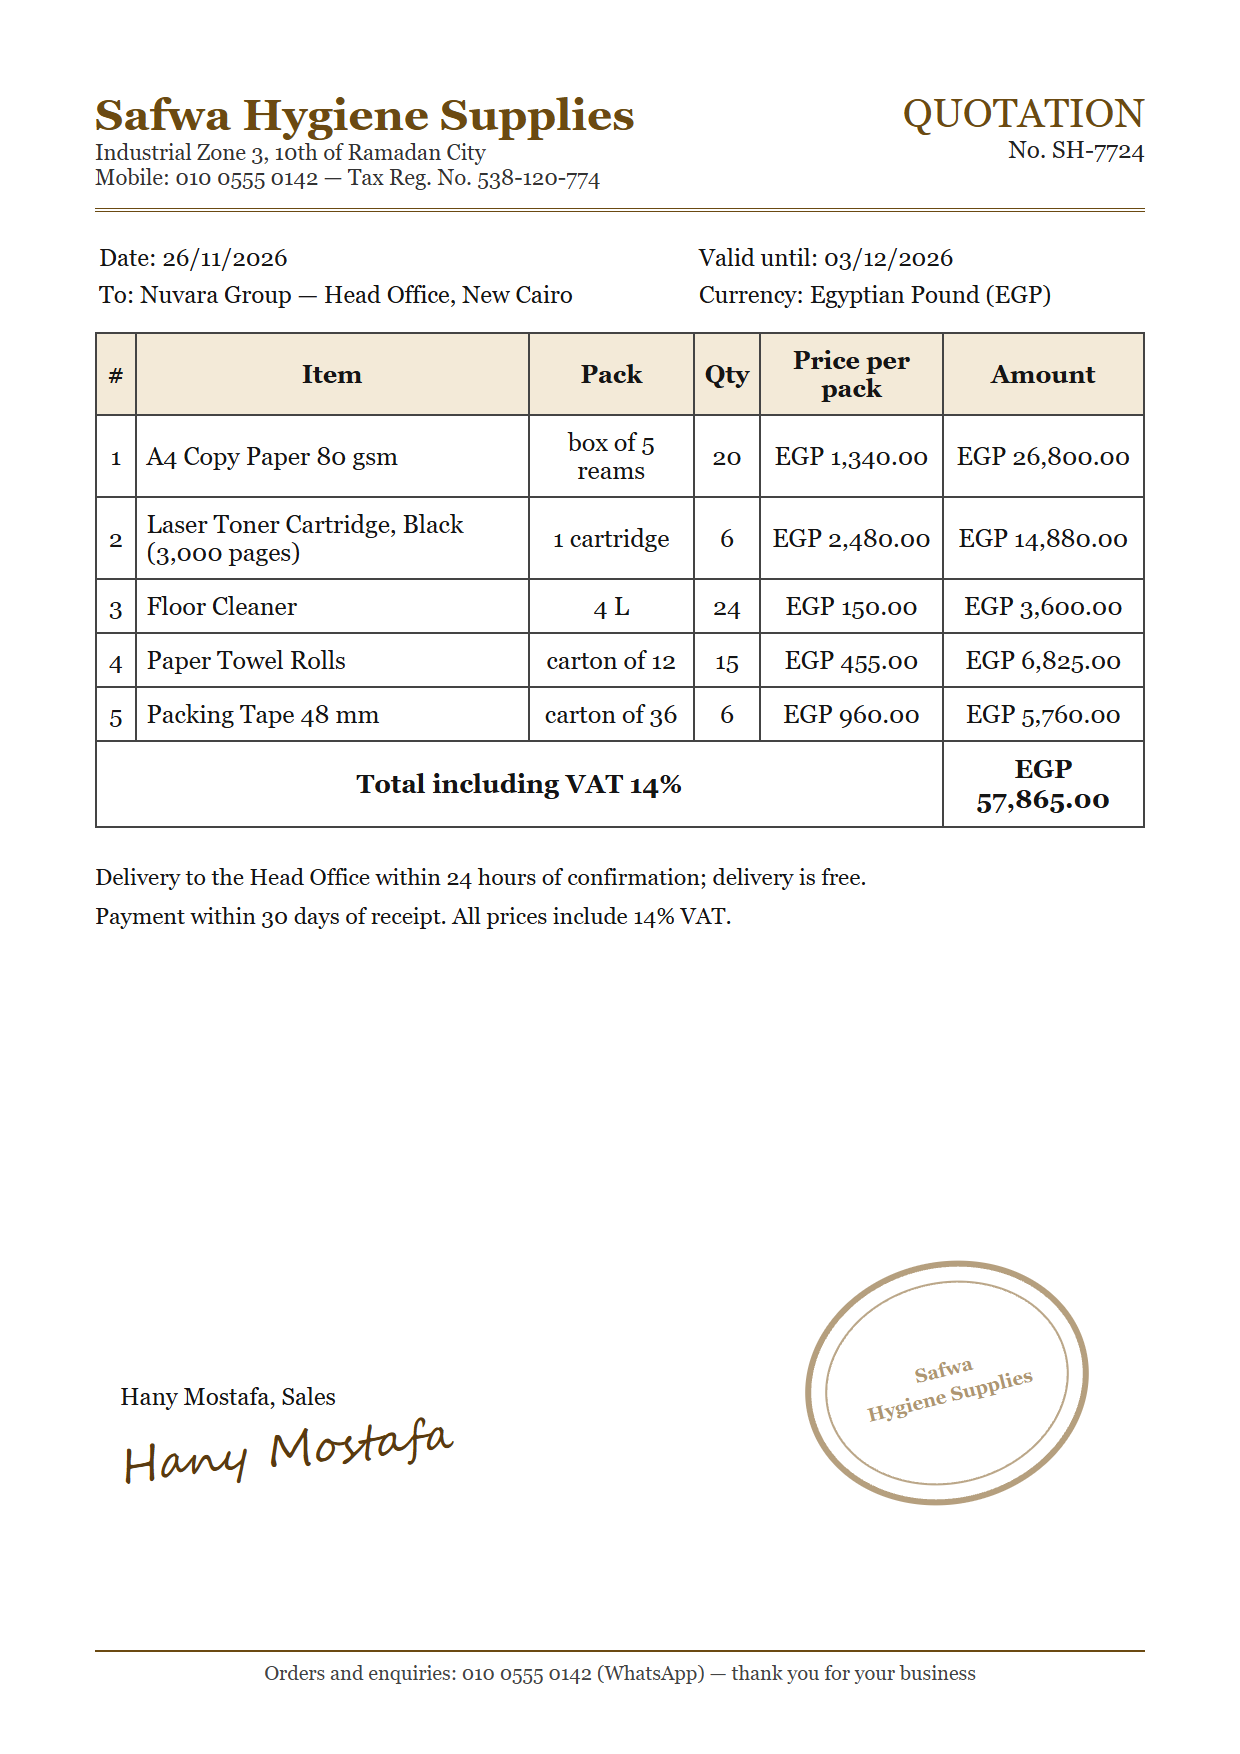 Safwa Hygiene Supplies
QUOTATION
Industrial Zone 3, 10th of Ramadan City
No. SH-7724
Mobile: 010 0555 0142 — Tax Reg. No. 538-120-774
Date: 26/11/2026
Valid until: 03/12/2026
To: Nuvara Group — Head Office, New Cairo
Currency: Egyptian Pound (EGP)
# Item Pack Qty Price per pack Amount
1 A4 Copy Paper 80 gsm box of 5 reams 20 EGP 1,340.00 EGP 26,800.00
2 Laser Toner Cartridge, Black (3,000 pages) 1 cartridge 6 EGP 2,480.00 EGP 14,880.00
3 Floor Cleaner 4 L 24 EGP 150.00 EGP 3,600.00
4 Paper Towel Rolls carton of 12 15 EGP 455.00 EGP 6,825.00
5 Packing Tape 48 mm carton of 36 6 EGP 960.00 EGP 5,760.00
Total including VAT 14% EGP 57,865.00
Delivery to the Head Office within 24 hours of confirmation; delivery is free.
Payment within 30 days of receipt. All prices include 14% VAT.
Safwa
Hygiene Supplies
Hany Mostafa, Sales
Hany Mostafa
Orders and enquiries: 010 0555 0142 (WhatsApp) — thank you for your business